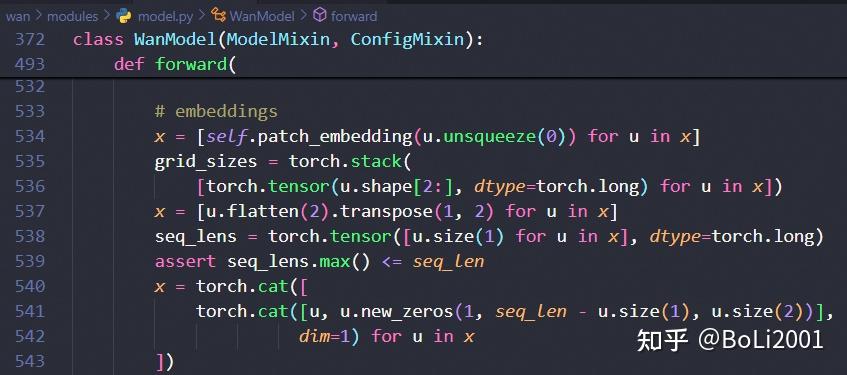 wan > modules > model.py > WanModel > forward
372 class WanModel(ModelMixin, ConfigMixin):
493     def forward(
532
533         # embeddings
534         x = [self.patch_embedding(u.unsqueeze(0)) for u in x]
535         grid_sizes = torch.stack(
536             [torch.tensor(u.shape[2:], dtype=torch.long) for u in x])
537         x = [u.flatten(2).transpose(1, 2) for u in x]
538         seq_lens = torch.tensor([u.size(1) for u in x], dtype=torch.long)
539         assert seq_lens.max() <= seq_len
540         x = torch.cat([
541             torch.cat([u, u.new_zeros(1, seq_len - u.size(1), u.size(2))],
542                       dim=1) for u in x
543         ])
知乎 @BoLi2001